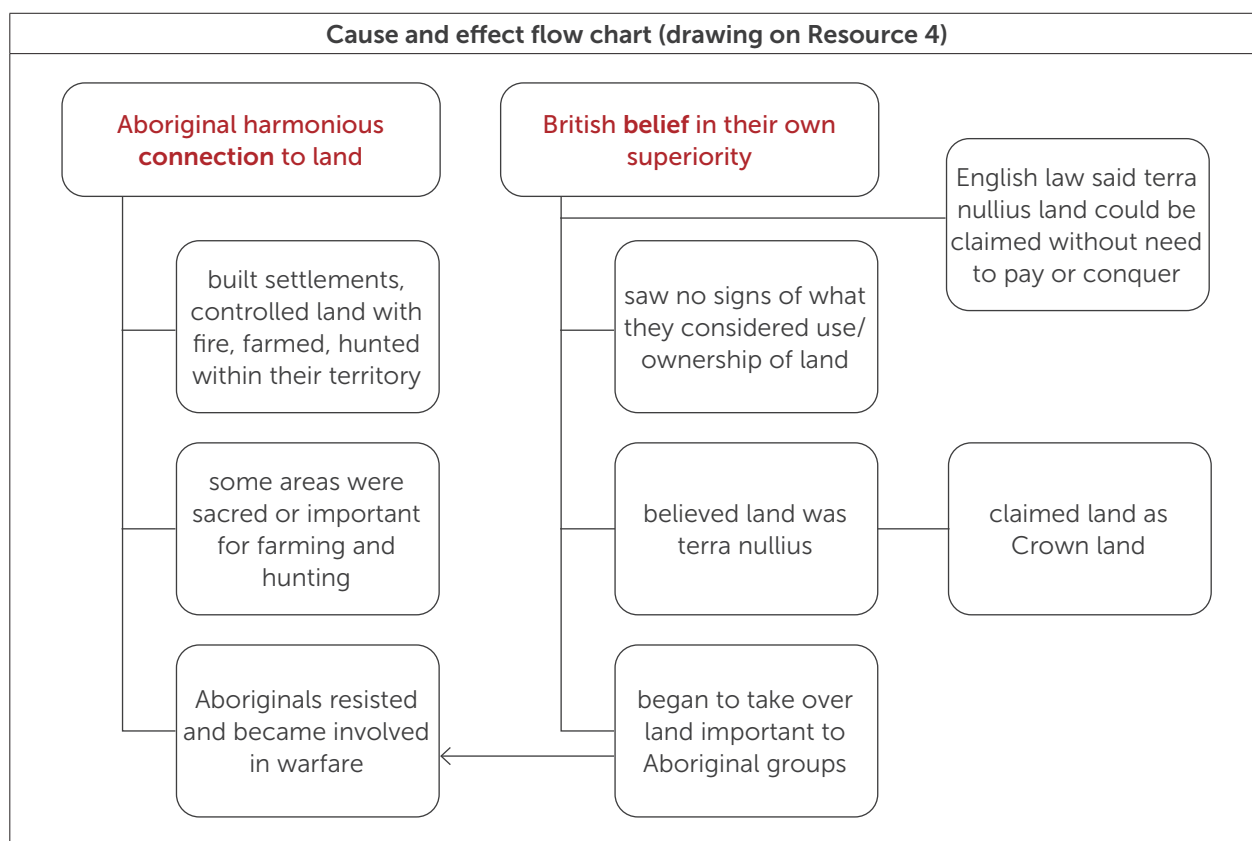 Cause and effect flow chart (drawing on Resource 4)
Aboriginal harmonious
connection to land
British belief in their own
superiority
English law said terra
nullius land could be
claimed without need
to pay or conquer
built settlements,
controlled land with
fire, farmed, hunted
within their territory
saw no signs of what
they considered use/
ownership of land
some areas were
sacred or important
for farming and
hunting
believed land was
terra nullius
claimed land as
Crown land
Aboriginals resisted
and became involved
in warfare
began to take over
land important to
Aboriginal groups